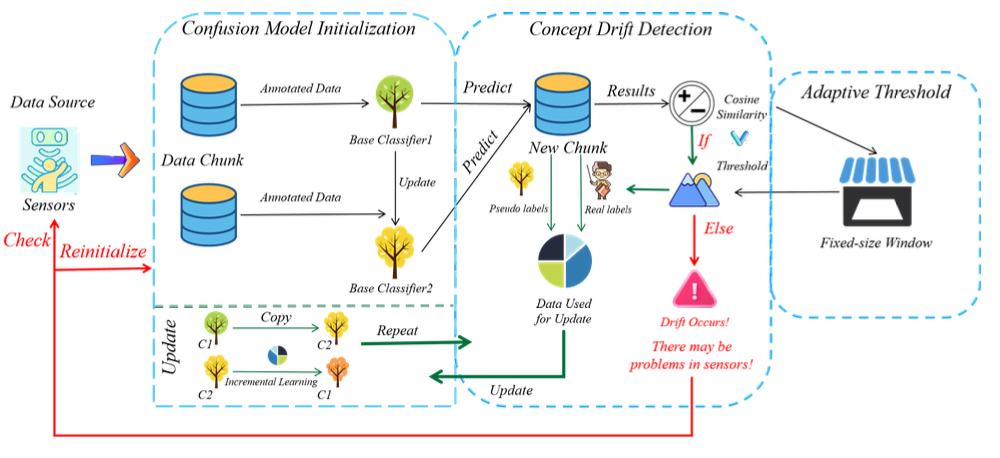 Confusion Model Initialization
Concept Drift Detection
Adaptive Threshold
Data Source
Sensors
Check
Reinitialize
Annotated Data
Base Classifier1
Data Chunk
Update
Annotated Data
Base Classifier2
Predict
Predict
New Chunk
Results
Cosine
Similarity
If
Threshold
Fixed-size Window
Pseudo labels
Real labels
Else
Data Used
for Update
Drift Occurs!
There may be
problems in sensors!
Update
C1
Copy
C2
C2
Incremental Learning
C1
Repeat
Update